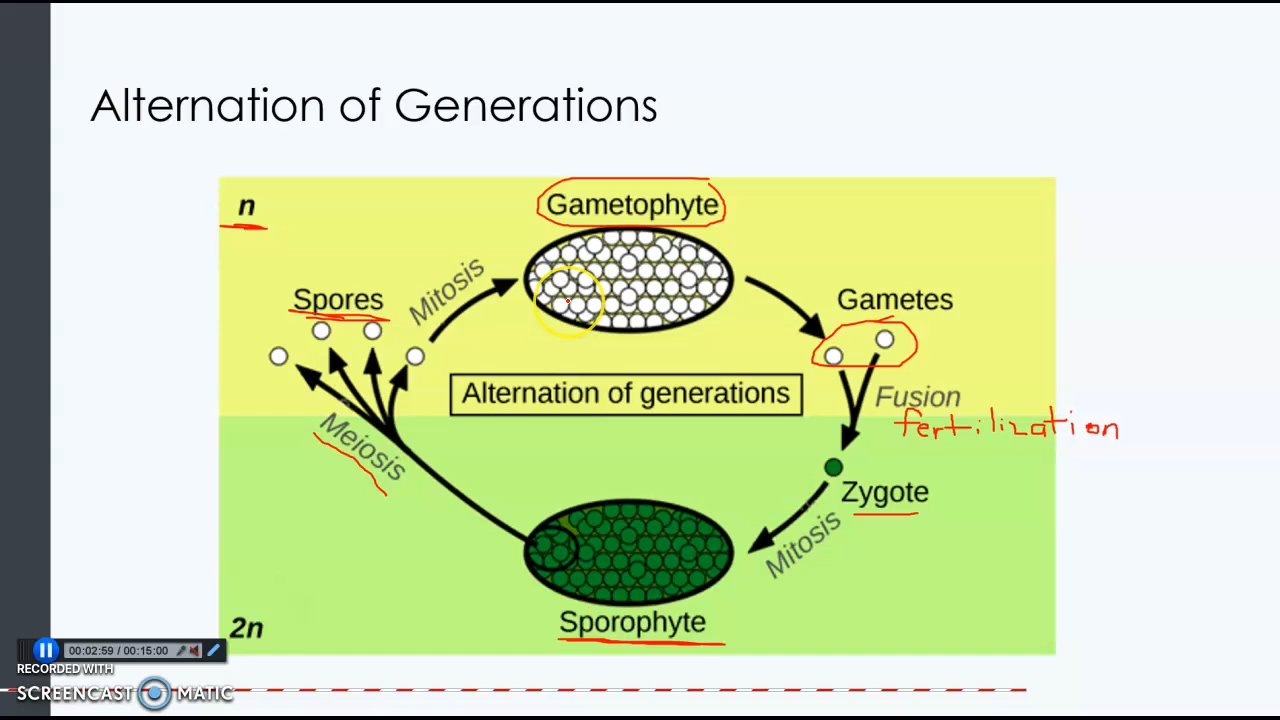 Alternation of Generations
n
Gametophyte
Mitosis
Spores
Gametes
Alternation of generations
Fusion
fertilization
Meiosis
Zygote
Mitosis
Sporophyte
2n
00:02:59 / 00:15:00
RECORDED WITH
SCREENCAST MATIC